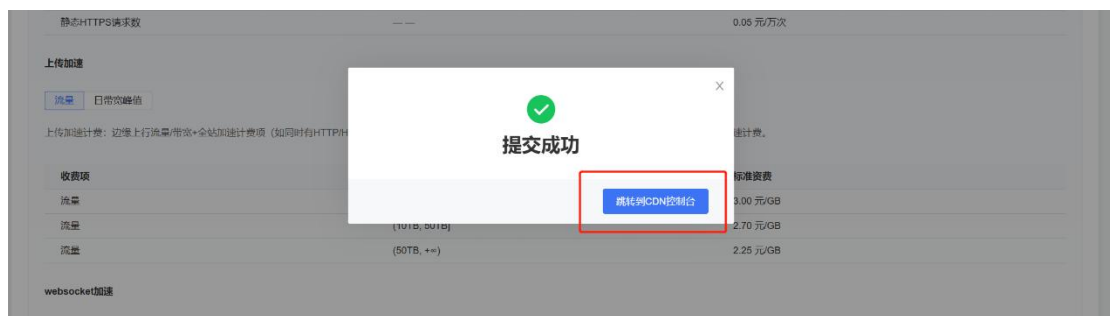 静态HTTPS请求数 —— 0.05 元/万次
上传加速
流量 日带宽峰值
上传加速计费：边缘上行流量/带宽+全站加速计费项（如同时有HTTP/H 速计费。
X
提交成功
跳转到CDN控制台
收费项 标准资费
流量 3.00 元/GB
流量 (10TB, 50TB] 2.70 元/GB
流量 (50TB, +∞) 2.25 元/GB
websocket加速